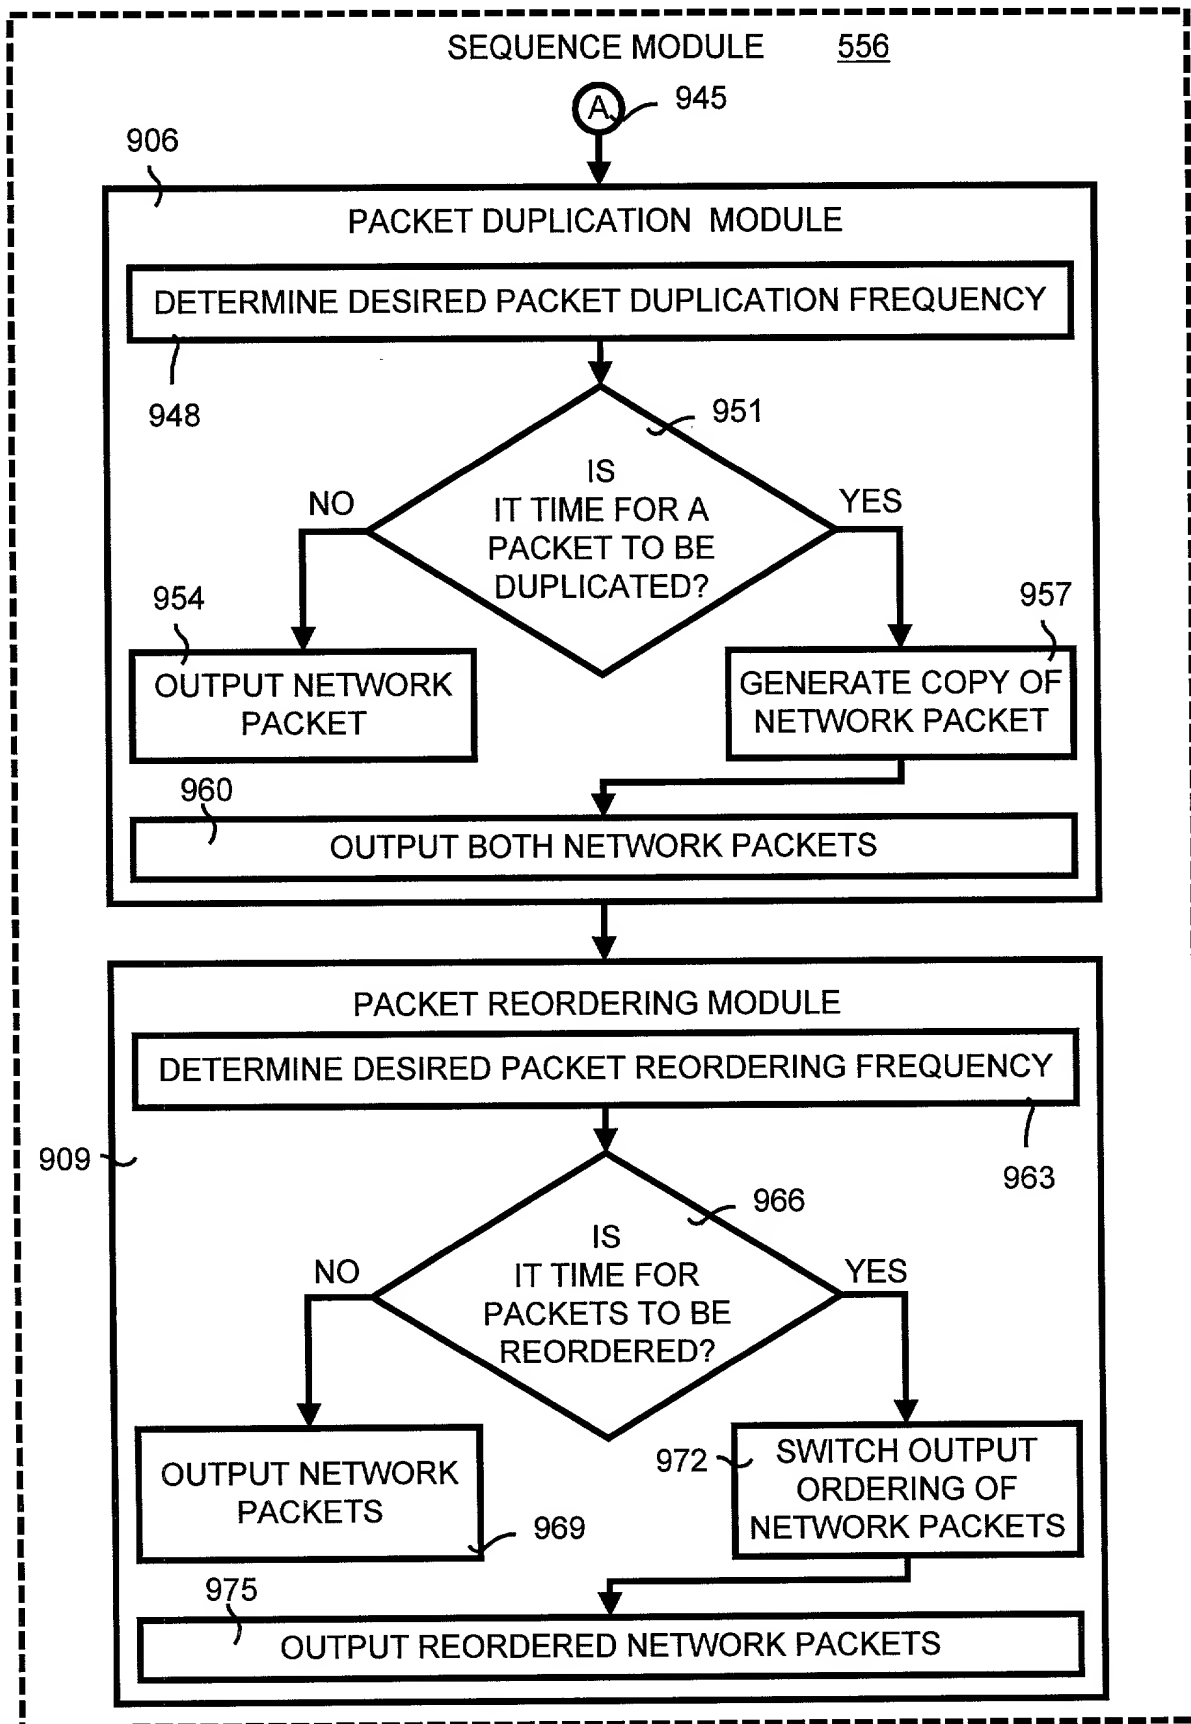 SEQUENCE MODULE 556
A 945
906
PACKET DUPLICATION MODULE
DETERMINE DESIRED PACKET DUPLICATION FREQUENCY
948
951
IS
IT TIME FOR A
PACKET TO BE
DUPLICATED?
NO
YES
954
957
OUTPUT NETWORK
PACKET
GENERATE COPY OF
NETWORK PACKET
960
OUTPUT BOTH NETWORK PACKETS
PACKET REORDERING MODULE
DETERMINE DESIRED PACKET REORDERING FREQUENCY
909
963
966
IS
IT TIME FOR
PACKETS TO BE
REORDERED?
NO
YES
OUTPUT NETWORK
PACKETS
969
972
SWITCH OUTPUT
ORDERING OF
NETWORK PACKETS
975
OUTPUT REORDERED NETWORK PACKETS